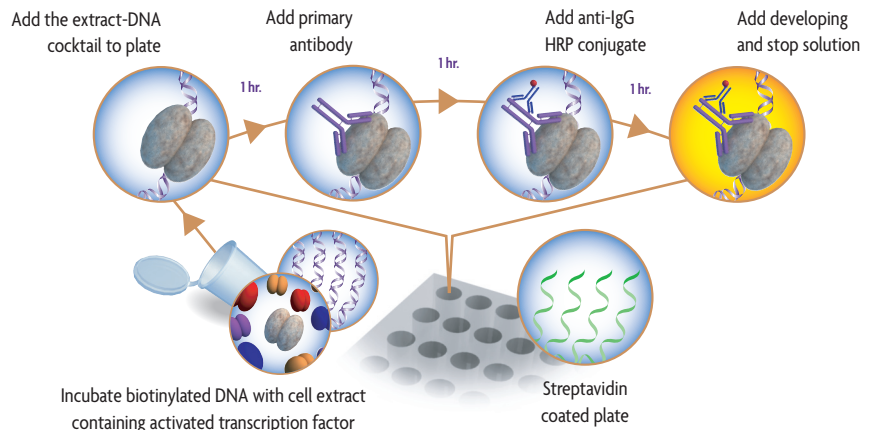 Add the extract-DNA
cocktail to plate
Add primary
antibody
Add anti-IgG
HRP conjugate
Add developing
and stop solution
1 hr.
1 hr.
1 hr.
Incubate biotinylated DNA with cell extract
containing activated transcription factor
Streptavidin
coated plate